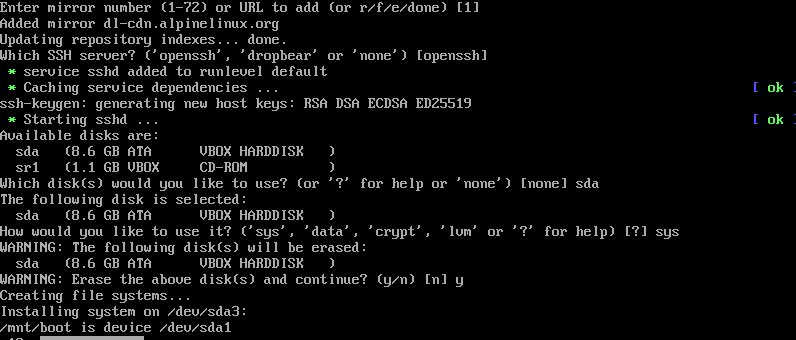 Enter mirror number (1-72) or URL to add (or r/f/e/done) [1]
Added mirror dl-cdn.alpinelinux.org
Updating repository indexes... done.
Which SSH server? ('openssh', 'dropbear' or 'none') [openssh]
 * service sshd added to runlevel default
 * Caching service dependencies ... [ ok ]
ssh-keygen: generating new host keys: RSA DSA ECDSA ED25519
 * Starting sshd ... [ ok ]
Available disks are:
  sda   (8.6 GB ATA      VBOX HARDDISK   )
  sr1   (1.1 GB VBOX     CD-ROM          )
Which disk(s) would you like to use? (or '?' for help or 'none') [none] sda
The following disk is selected:
  sda   (8.6 GB ATA      VBOX HARDDISK   )
How would you like to use it? ('sys', 'data', 'crypt', 'lvm' or '?' for help) [?] sys
WARNING: The following disk(s) will be erased:
  sda   (8.6 GB ATA      VBOX HARDDISK   )
WARNING: Erase the above disk(s) and continue? (y/n) [n] y
Creating file systems...
Installing system on /dev/sda3:
/mnt/boot is device /dev/sda1